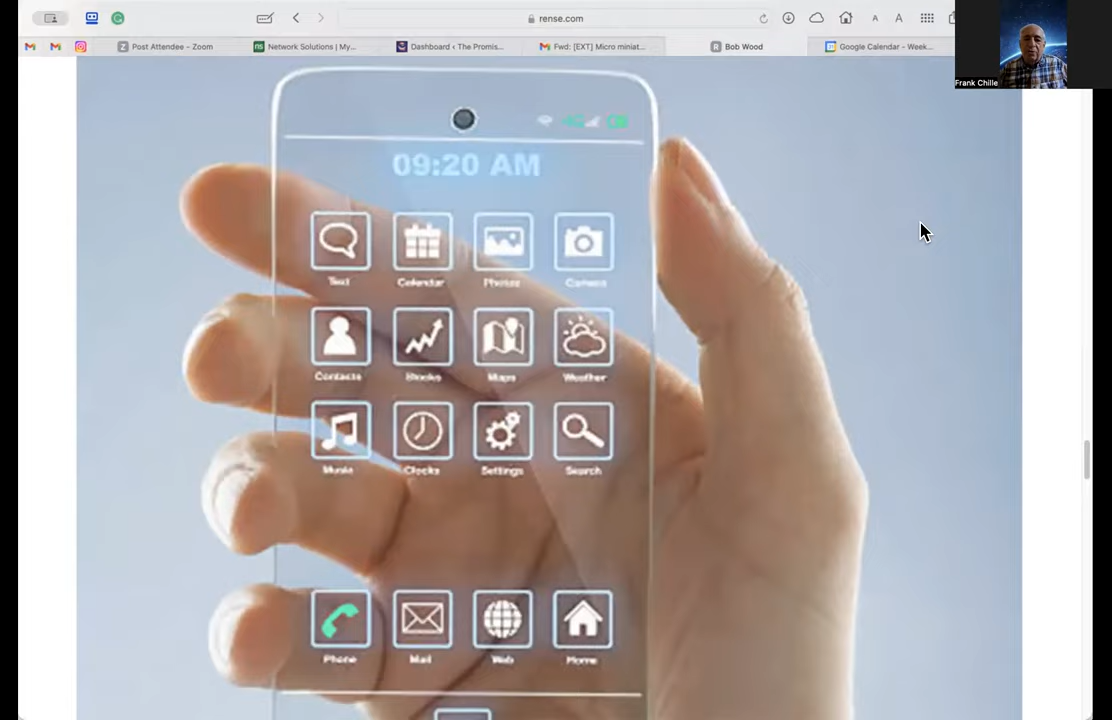 rense.com
A A
Post Attendee - Zoom
ns Network Solutions | My...
Dashboard ‹ The Promis...
Fwd: [EXT] Micro miniat...
R Bob Wood
Google Calendar - Week...
Frank Chille
4G
09:20 AM
Text Calendar Photos Camera
Contacts Stocks Maps Weather
Music Clocks Settings Search
Phone Mail Web Home